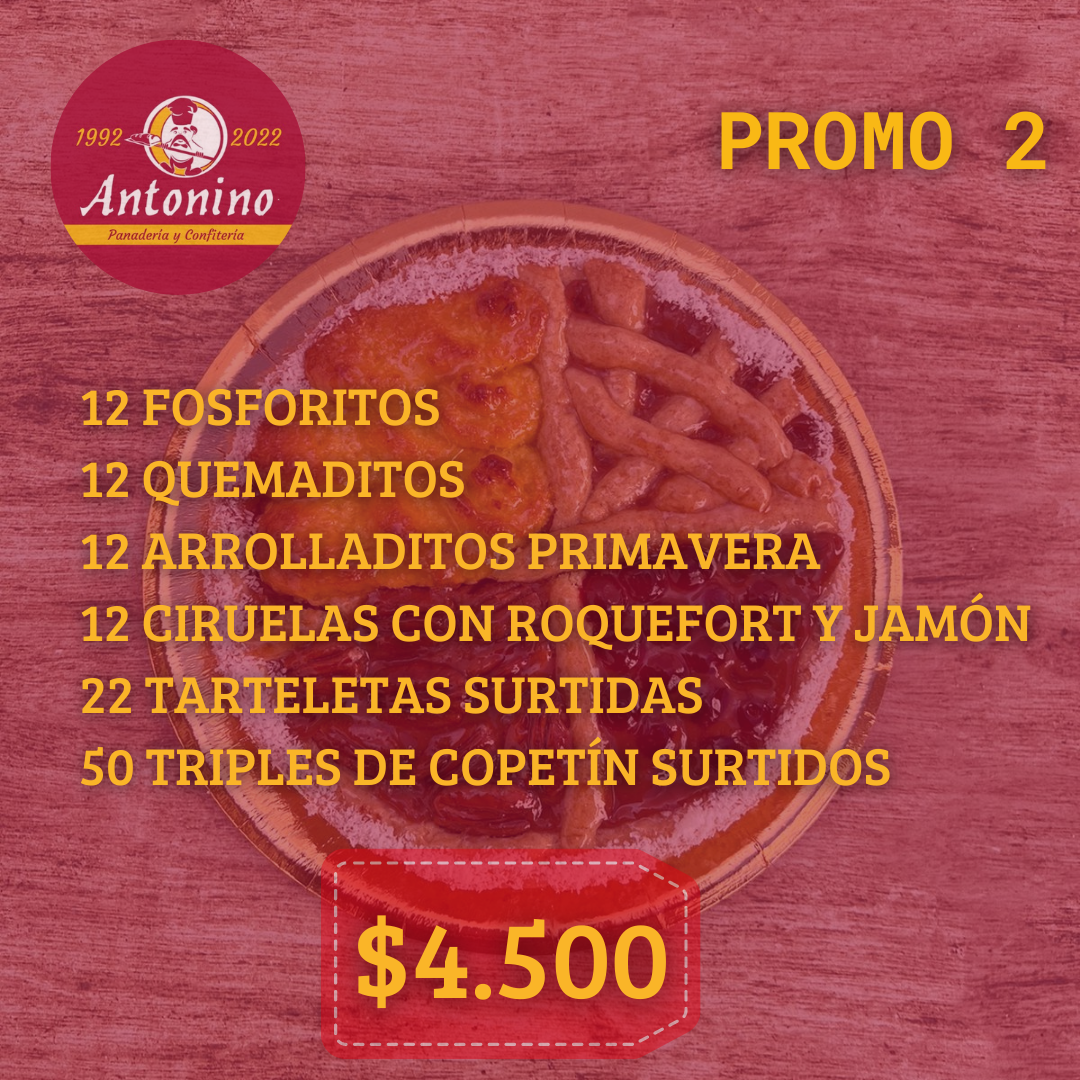 1992 2022
Antonino
Panadería y Confitería
PROMO 2
12 FOSFORITOS
12 QUEMADITOS
12 ARROLLADITOS PRIMAVERA
12 CIRUELAS CON ROQUEFORT Y JAMÓN
22 TARTELETAS SURTIDAS
50 TRIPLES DE COPETÍN SURTIDOS
$4.500